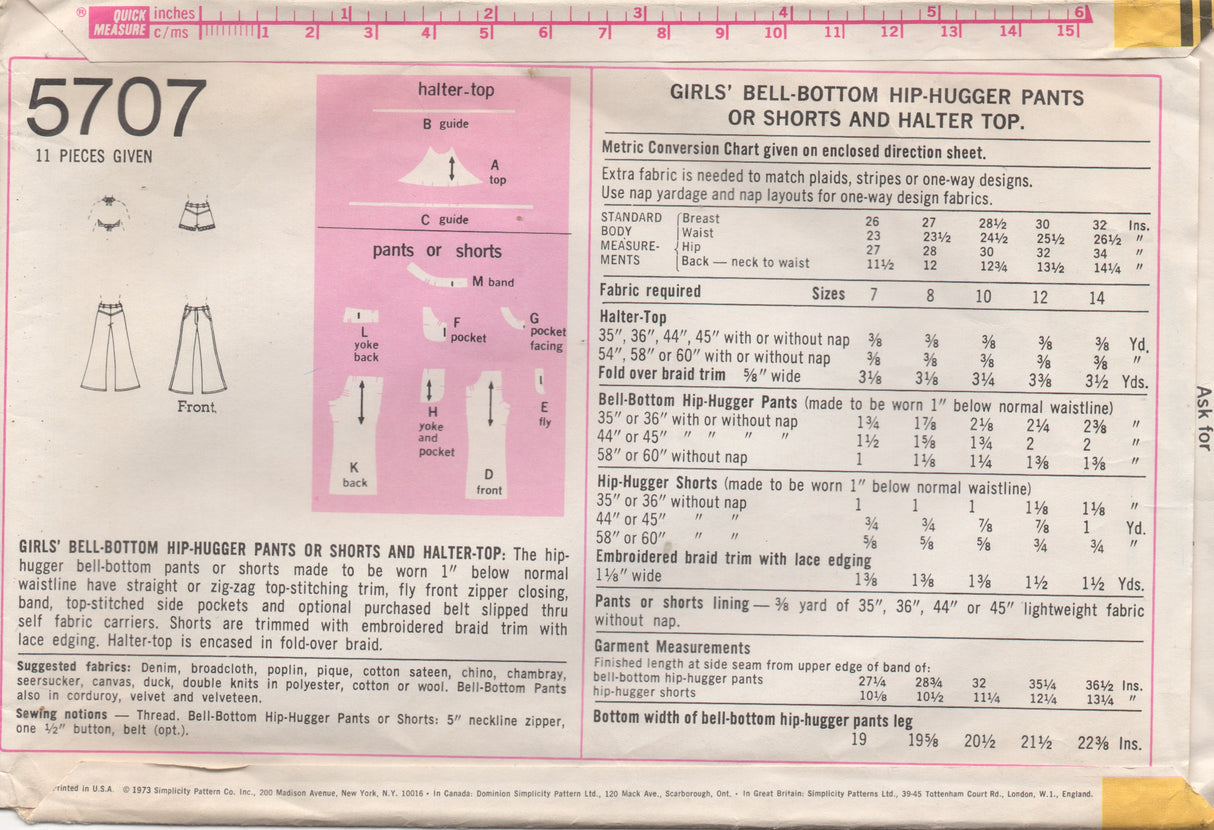 ® QUICK MEASURE inches 1 2 3 4 5 6
c/ms 1 2 3 4 5 6 7 8 9 10 11 12 13 14 15
5707
11 PIECES GIVEN
Front
halter-top
B guide
A
top
C guide
pants or shorts
M band
L
yoke
back
F
pocket
G
pocket
facing
H
yoke
and
pocket
E
fly
K
back
D
front
GIRLS' BELL-BOTTOM HIP-HUGGER PANTS OR SHORTS AND HALTER-TOP: The hip-
hugger bell-bottom pants or shorts made to be worn 1" below normal
waistline have straight or zig-zag top-stitching trim, fly front zipper closing,
band, top-stitched side pockets and optional purchased belt slipped thru
self fabric carriers. Shorts are trimmed with embroidered braid trim with
lace edging. Halter-top is encased in fold-over braid.
Suggested fabrics: Denim, broadcloth, poplin, pique, cotton sateen, chino, chambray,
seersucker, canvas, duck, double knits in polyester, cotton or wool. Bell-Bottom Pants
also in corduroy, velvet and velveteen.
Sewing notions — Thread. Bell-Bottom Hip-Hugger Pants or Shorts: 5" neckline zipper,
one ½" button, belt (opt.).
GIRLS' BELL-BOTTOM HIP-HUGGER PANTS
OR SHORTS AND HALTER TOP.
Metric Conversion Chart given on enclosed direction sheet.
Extra fabric is needed to match plaids, stripes or one-way designs.
Use nap yardage and nap layouts for one-way design fabrics.
STANDARD Breast 26 27 28½ 30 32 Ins.
BODY Waist 23 23½ 24½ 25½ 26½ "
MEASURE- Hip 27 28 30 32 34 "
MENTS Back — neck to waist 11½ 12 12¾ 13½ 14¼ "
Fabric required Sizes 7 8 10 12 14
Halter-Top
35", 36", 44", 45" with or without nap ⅜ ⅜ ⅜ ⅜ ⅜ Yd.
54", 58" or 60" with or without nap ⅜ ⅜ ⅜ ⅜ ⅜ "
Fold over braid trim ⅝" wide 3⅛ 3⅛ 3¼ 3⅜ 3½ Yds.
Bell-Bottom Hip-Hugger Pants (made to be worn 1" below normal waistline)
35" or 36" with or without nap 1¾ 1⅞ 2⅛ 2¼ 2⅜ "
44" or 45" " " " " 1½ 1⅝ 1¾ 2 2 "
58" or 60" without nap 1 1⅛ 1¼ 1⅜ 1⅜ "
Hip-Hugger Shorts (made to be worn 1" below normal waistline)
35" or 36" without nap 1 1 1 1⅛ 1⅛ "
44" or 45" " " ¾ ¾ ⅞ ⅞ 1 Yd.
58" or 60" " " ⅝ ⅝ ⅝ ¾ ¾ "
Embroidered braid trim with lace edging
1⅛" wide 1⅜ 1⅜ 1⅜ 1½ 1½ Yds.
Pants or shorts lining — ⅜ yard of 35", 36", 44" or 45" lightweight fabric
without nap.
Garment Measurements
Finished length at side seam from upper edge of band of:
bell-bottom hip-hugger pants 27¼ 28¾ 32 35¼ 36½ Ins.
hip-hugger shorts 10⅛ 10½ 11¼ 12¼ 13¼ "
Bottom width of bell-bottom hip-hugger pants leg
19 19⅝ 20½ 21½ 22⅜ Ins.
Ask for
Printed in U.S.A. © 1973 Simplicity Pattern Co. Inc., 200 Madison Avenue, New York, N.Y. 10016 • In Canada: Dominion Simplicity Pattern Ltd., 120 Mack Ave., Scarborough, Ont. • In Great Britain: Simplicity Patterns Ltd., 39-45 Tottenham Court Rd., London, W.1., England.